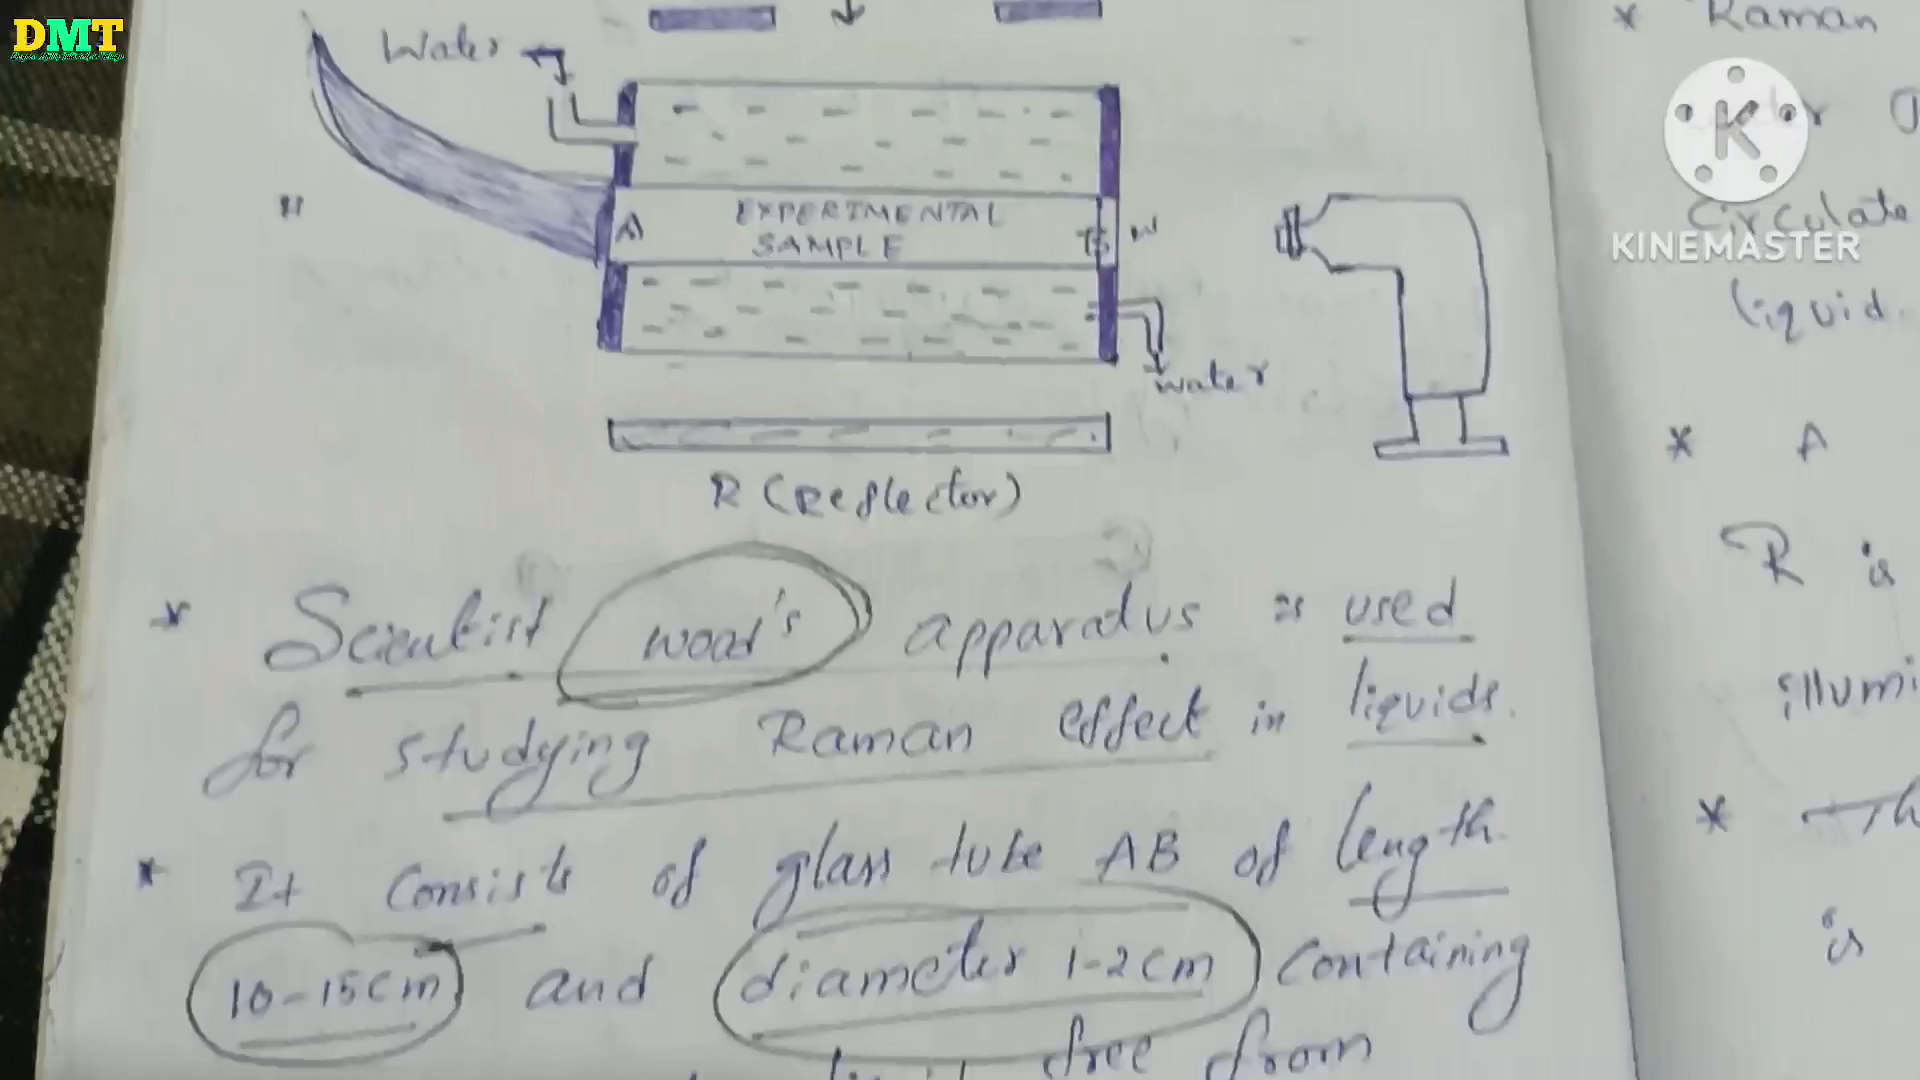 DMT
Water
KINEMASTER
A
EXPERIMENTAL
SAMPLE
B
W
H
water
R (Reflector)
* Scientist wood's apparatus is used
for studying Raman effect in liquids.
* It consists of glass tube AB of length
10-15cm and diameter 1-2cm containing
free from
* Raman
Circulate
liquid.
* A
R is
illumi
* Th
is